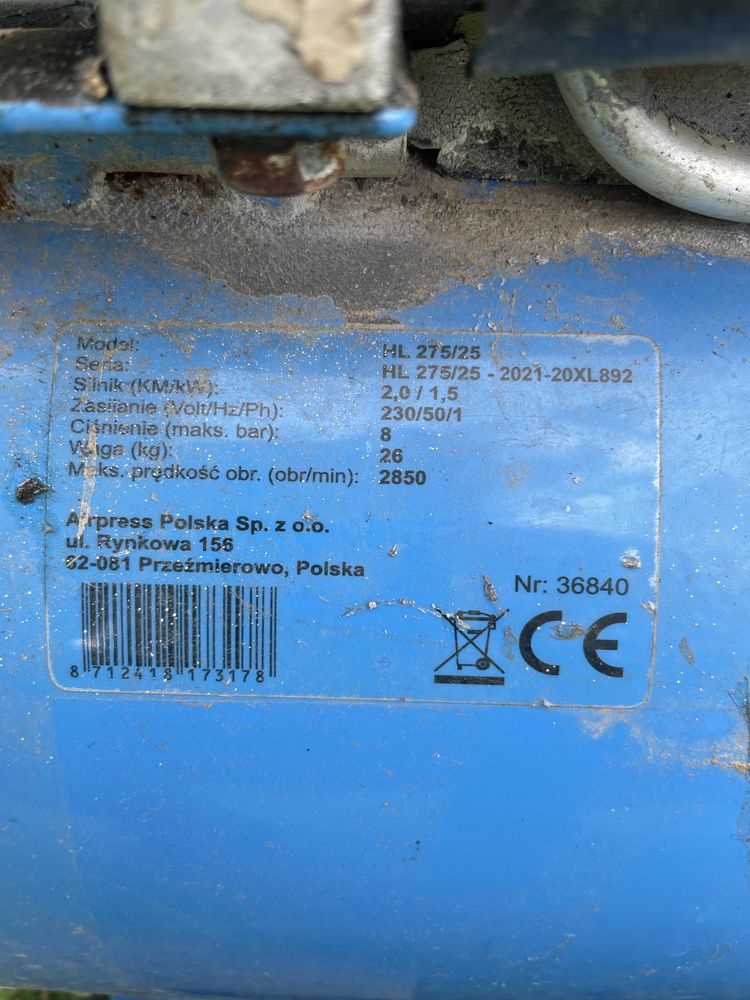 Model: HL 275/25
Seria: HL 275/25 - 2021-20XL892
Silnik (KM/kW): 2,0 / 1,5
Zasilanie (Volt/Hz/Ph): 230/50/1
Ciśnienie (maks. bar): 8
Waga (kg): 26
Maks. prędkość obr. (obr/min): 2850
Airpress Polska Sp. z o.o.
ul. Rynkowa 156
62-081 Przeźmierowo, Polska
Nr: 36840
8 712418 173178
CE